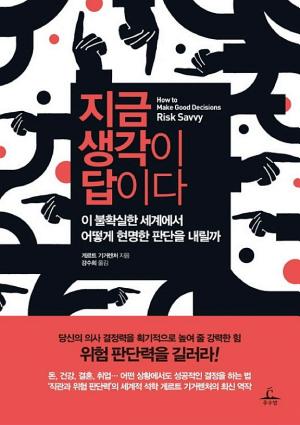 지금
생각이
답이다
How to
Make Good Decisions
Risk Savvy
이 불확실한 세계에서
어떻게 현명한 판단을 내릴까
게르트 기거렌처 지음
강수희 옮김
당신의 의사 결정력을 획기적으로 높여 줄 강력한 힘
위험 판단력을 길러라!
돈, 건강, 결혼, 취업… 어떤 상황에서도 성공적인 결정을 하는 법
'직관과 위험 판단력'의 세계적 석학 게르트 기거렌처의 최신 역작
추수밭